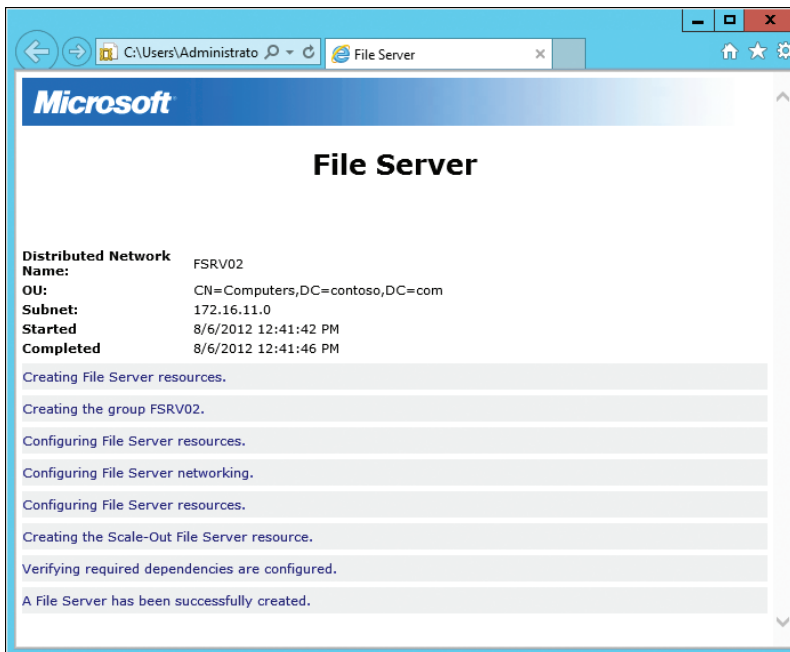 C:\Users\Administrato
File Server
Microsoft
File Server
Distributed Network Name: FSRV02
OU: CN=Computers,DC=contoso,DC=com
Subnet: 172.16.11.0
Started 8/6/2012 12:41:42 PM
Completed 8/6/2012 12:41:46 PM
Creating File Server resources.
Creating the group FSRV02.
Configuring File Server resources.
Configuring File Server networking.
Configuring File Server resources.
Creating the Scale-Out File Server resource.
Verifying required dependencies are configured.
A File Server has been successfully created.